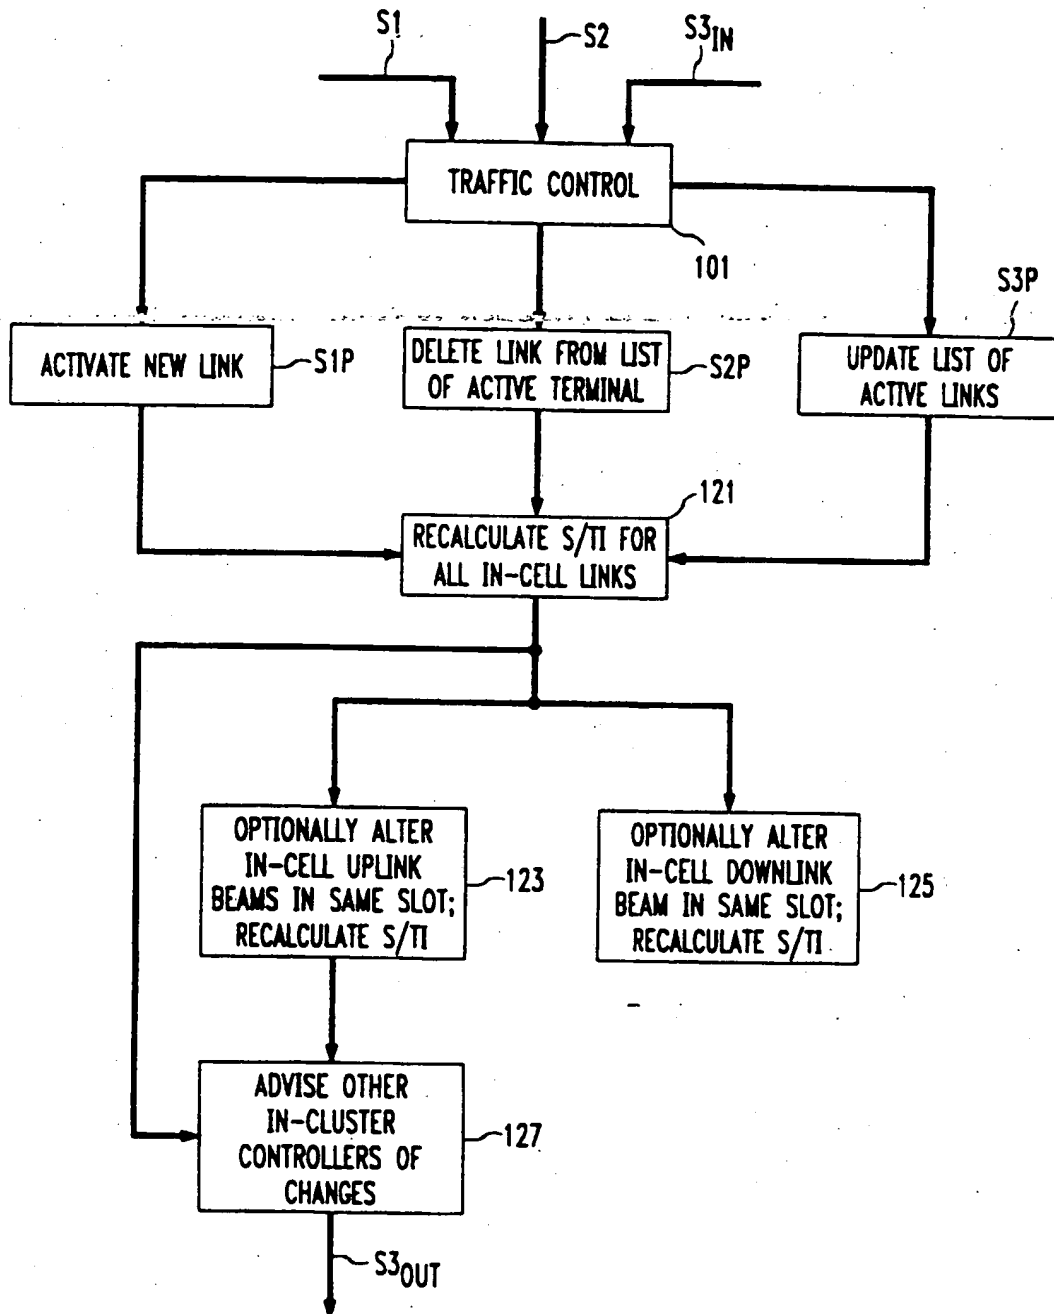 S1
S2
S3IN
TRAFFIC CONTROL
101
S3P
ACTIVATE NEW LINK
S1P
DELETE LINK FROM LIST
OF ACTIVE TERMINAL
S2P
UPDATE LIST OF
ACTIVE LINKS
121
RECALCULATE S/TI FOR
ALL IN-CELL LINKS
OPTIONALLY ALTER
IN-CELL UPLINK
BEAMS IN SAME SLOT;
RECALCULATE S/TI
123
OPTIONALLY ALTER
IN-CELL DOWNLINK
BEAM IN SAME SLOT;
RECALCULATE S/TI
125
ADVISE OTHER
IN-CLUSTER
CONTROLLERS OF
CHANGES
127
S3OUT